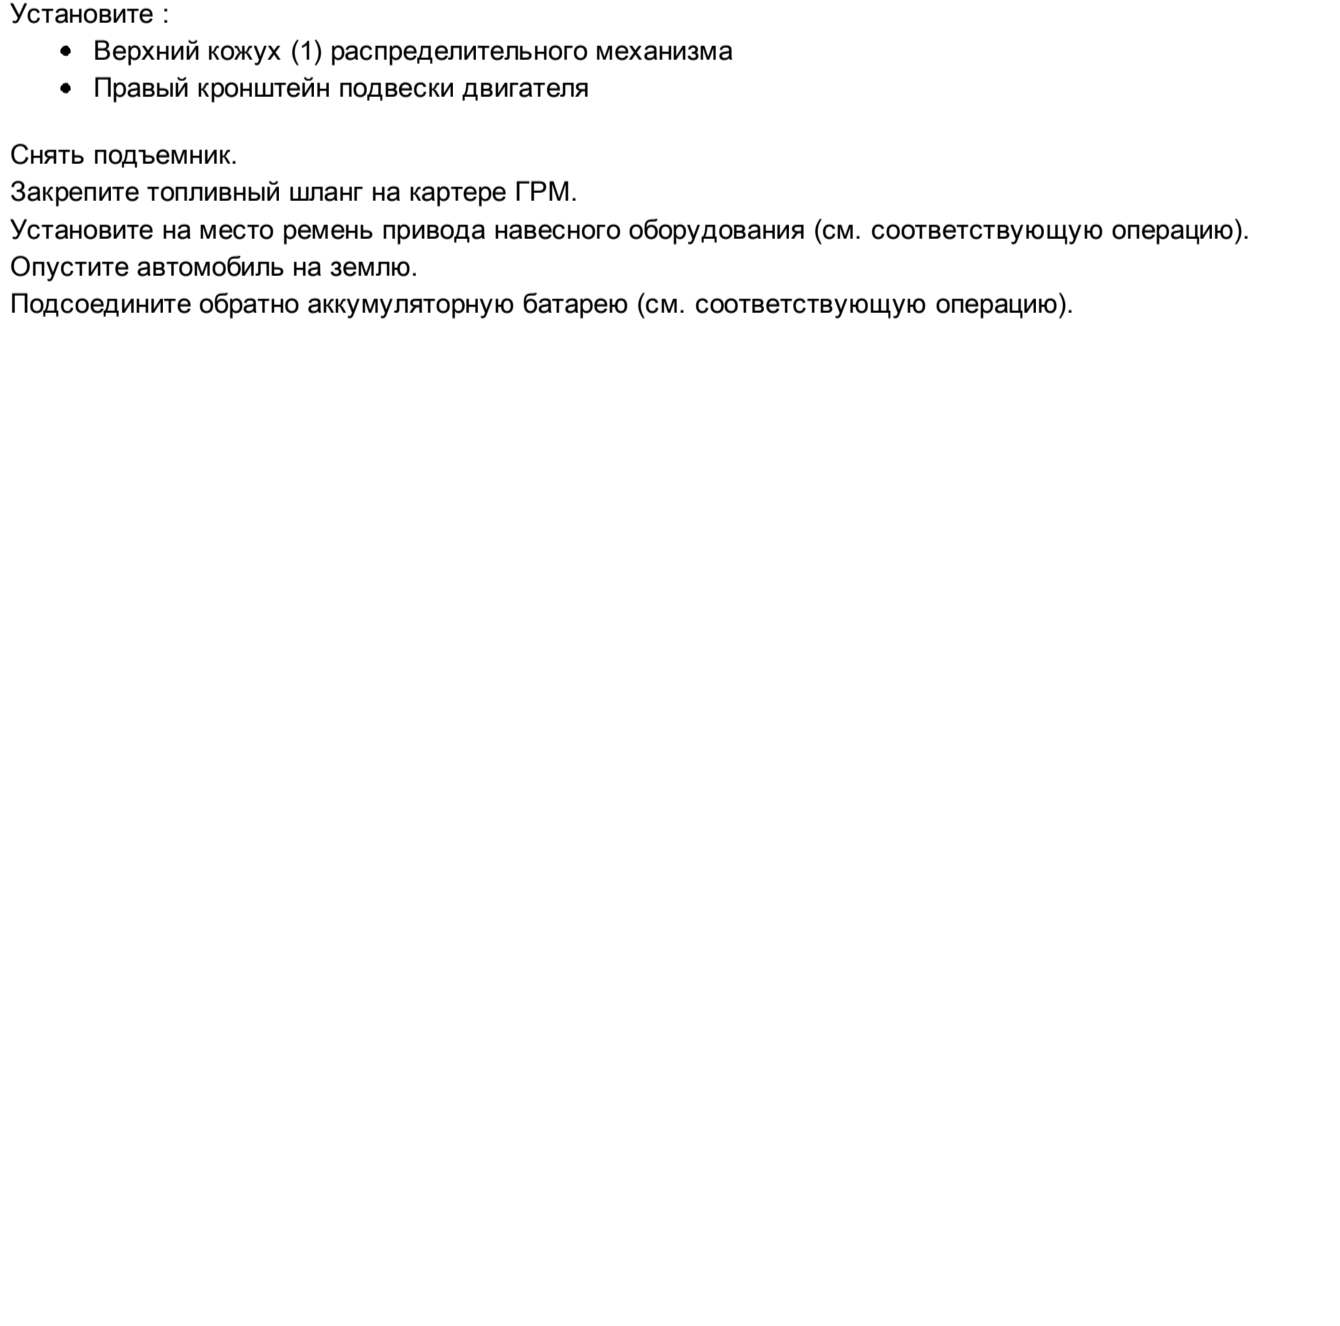 Установите :
• Верхний кожух (1) распределительного механизма
• Правый кронштейн подвески двигателя
Снять подъемник.
Закрепите топливный шланг на картере ГРМ.
Установите на место ремень привода навесного оборудования (см. соответствующую операцию).
Опустите автомобиль на землю.
Подсоедините обратно аккумуляторную батарею (см. соответствующую операцию).